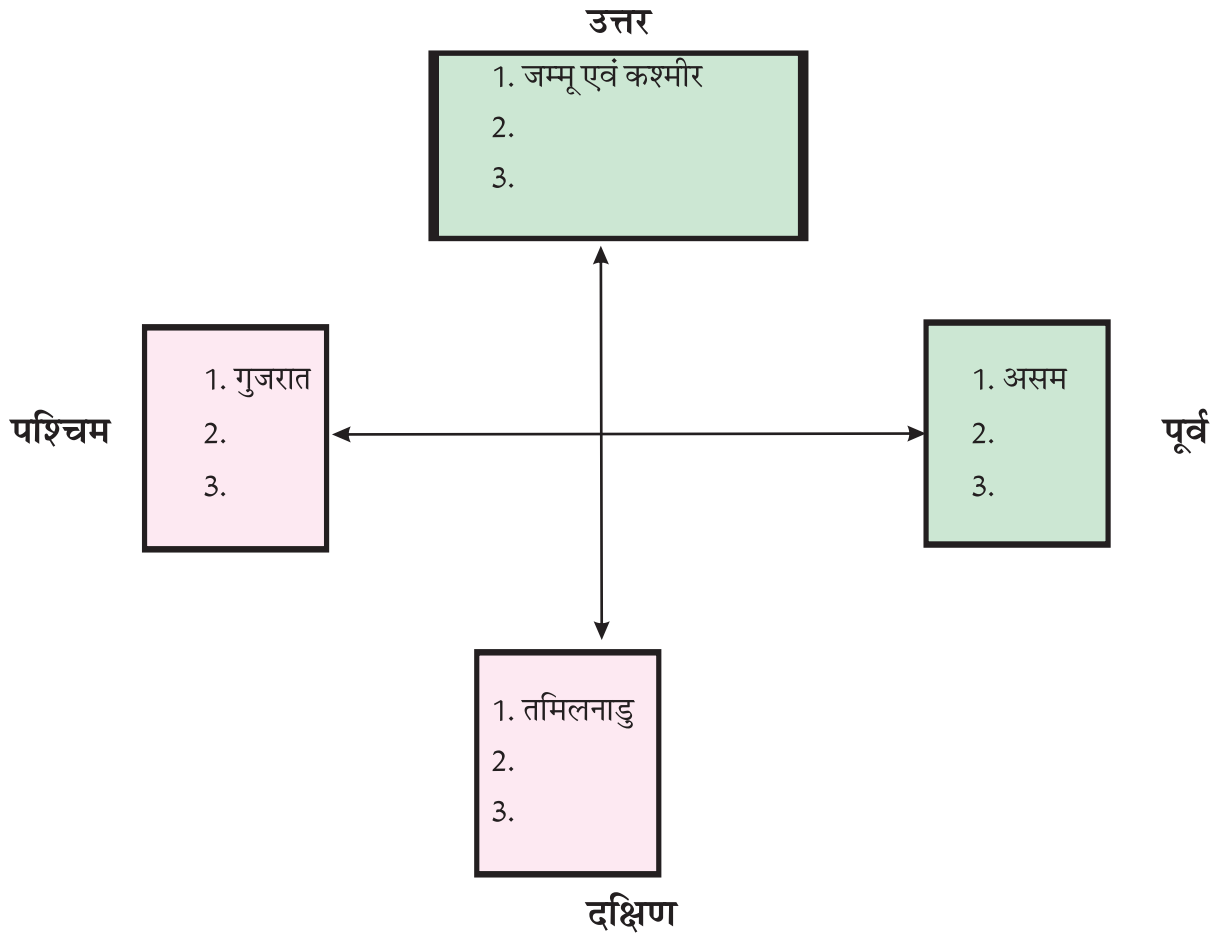 उत्तर
1. जम्मू एवं कश्मीर
2.
3.
पश्चिम
1. गुजरात
2.
3.
1. असम
2.
3.
पूर्व
1. तमिलनाडु
2.
3.
दक्षिण